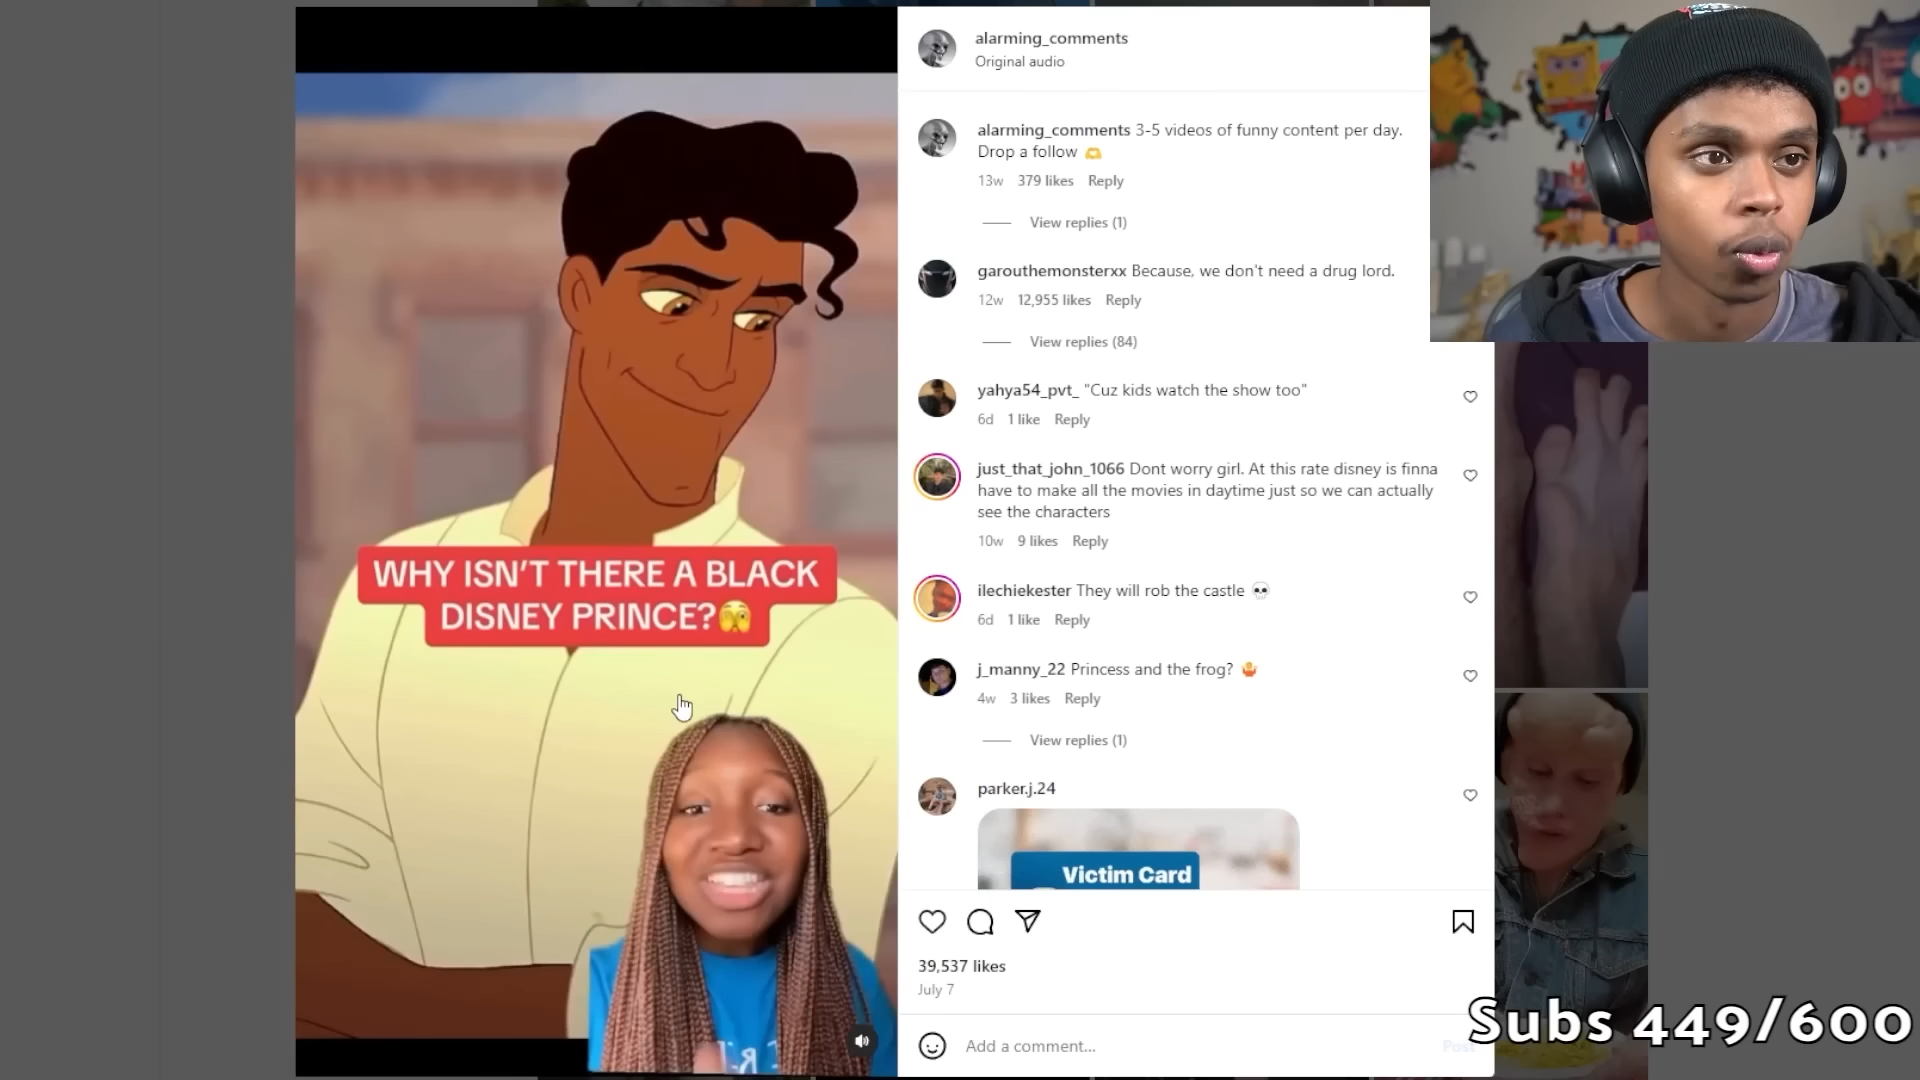 alarming_comments
Original audio
alarming_comments 3-5 videos of funny content per day.
Drop a follow
13w 379 likes Reply
View replies (1)
garouthemonsterxx Because, we don't need a drug lord.
12w 12,955 likes Reply
View replies (84)
yahya54_pvt_ "Cuz kids watch the show too"
6d 1 like Reply
just_that_john_1066 Dont worry girl. At this rate disney is finna
have to make all the movies in daytime just so we can actually
see the characters
10w 9 likes Reply
ilechiekester They will rob the castle 💀
6d 1 like Reply
j_manny_22 Princess and the frog?
4w 3 likes Reply
View replies (1)
parker.j.24
Victim Card
39,537 likes
July 7
Add a comment...
Post
WHY ISN'T THERE A BLACK
DISNEY PRINCE?🫣
Subs 449/600